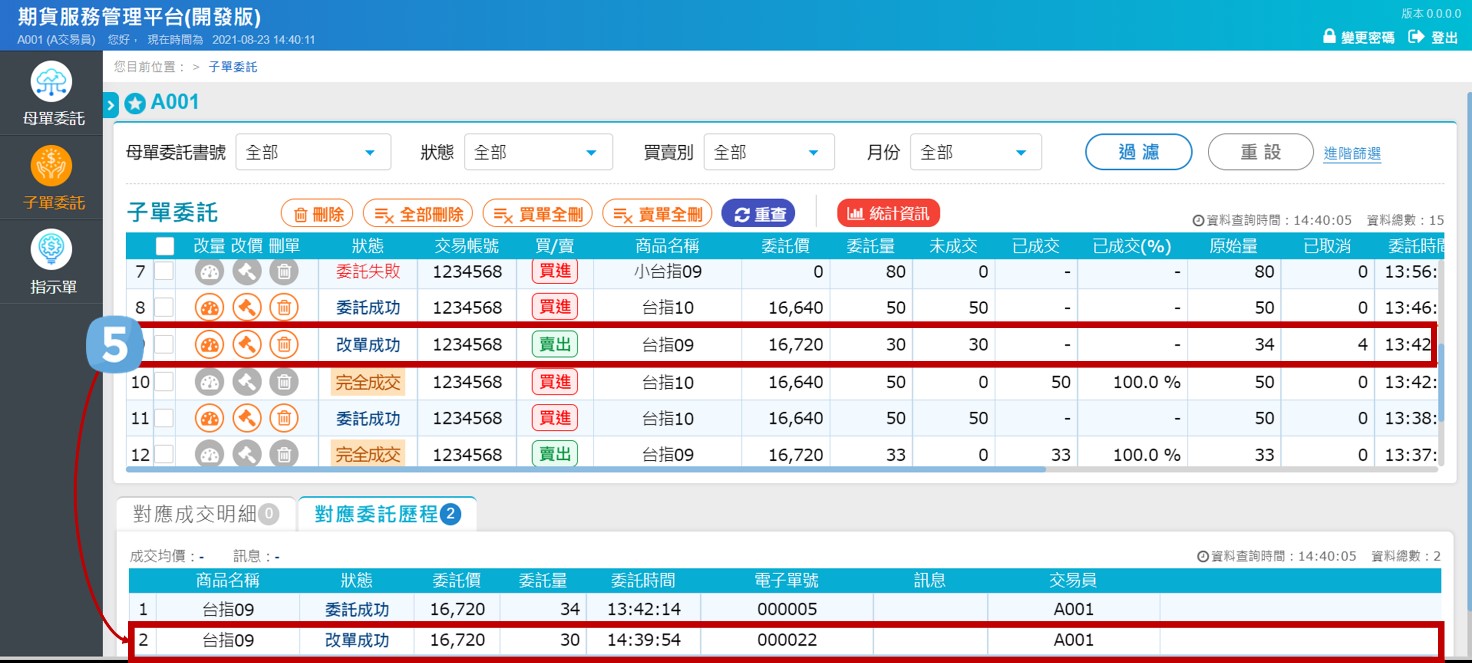 期貨服務管理平台(開發版)
版本 0.0.0.0
A001 (A交易員) 您好， 現在時間為 2021-08-23 14:40:11
變更密碼 登出
您目前位置： > 子單委託
母單委託
子單委託
指示單
A001
母單委託書號 全部 狀態 全部 買賣別 全部 月份 全部 過濾 重設 進階篩選
子單委託 刪除 全部刪除 買單全刪 賣單全刪 重查 統計資訊
資料查詢時間：14:40:05 資料總數：15
改量 改價 刪單 狀態 交易帳號 買/賣 商品名稱 委託價 委託量 未成交 已成交 已成交(%) 原始量 已取消 委託時間
7 委託失敗 1234568 買進 小台指09 0 80 0 - - 80 0 13:56:
8 委託成功 1234568 買進 台指10 16,640 50 50 - - 50 0 13:46:
改單成功 1234568 賣出 台指09 16,720 30 30 - - 34 4 13:42
10 完全成交 1234568 買進 台指10 16,640 50 0 50 100.0 % 50 0 13:42:
11 委託成功 1234568 買進 台指10 16,640 50 50 - - 50 0 13:38:
12 完全成交 1234568 賣出 台指09 16,720 33 0 33 100.0 % 33 0 13:37:
5
對應成交明細 0 對應委託歷程 2
成交均價：- 訊息：-
資料查詢時間：14:40:05 資料總數：2
商品名稱 狀態 委託價 委託量 委託時間 電子單號 訊息 交易員
1 台指09 委託成功 16,720 34 13:42:14 000005 A001
2 台指09 改單成功 16,720 30 14:39:54 000022 A001